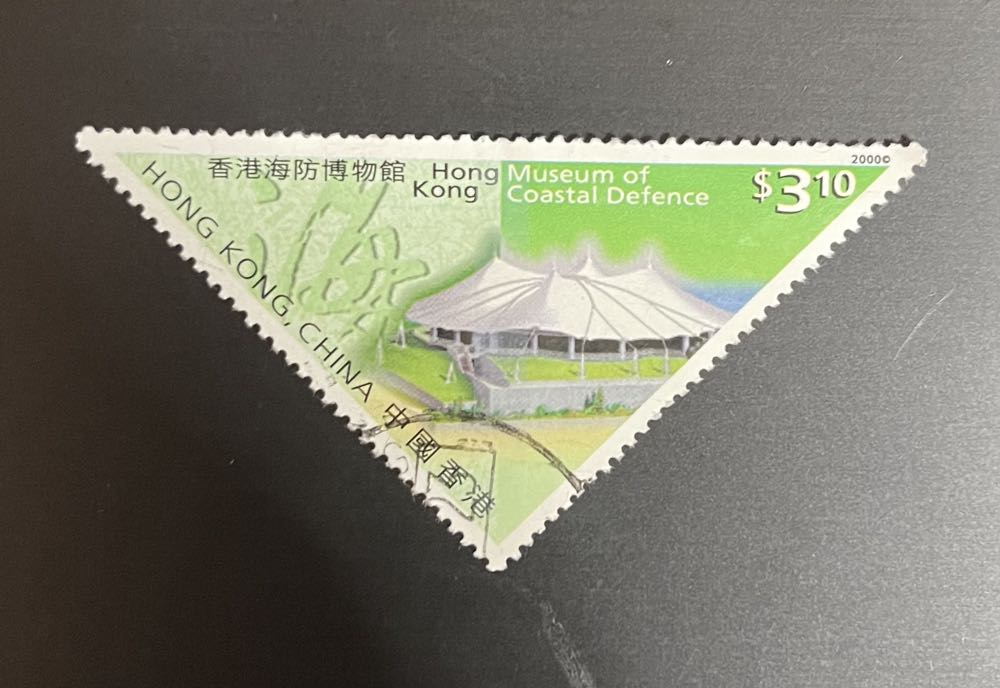 香港海防博物館
Hong Kong
Museum of
Coastal Defence
2000©
$3.10
HONG KONG, CHINA 中國香港